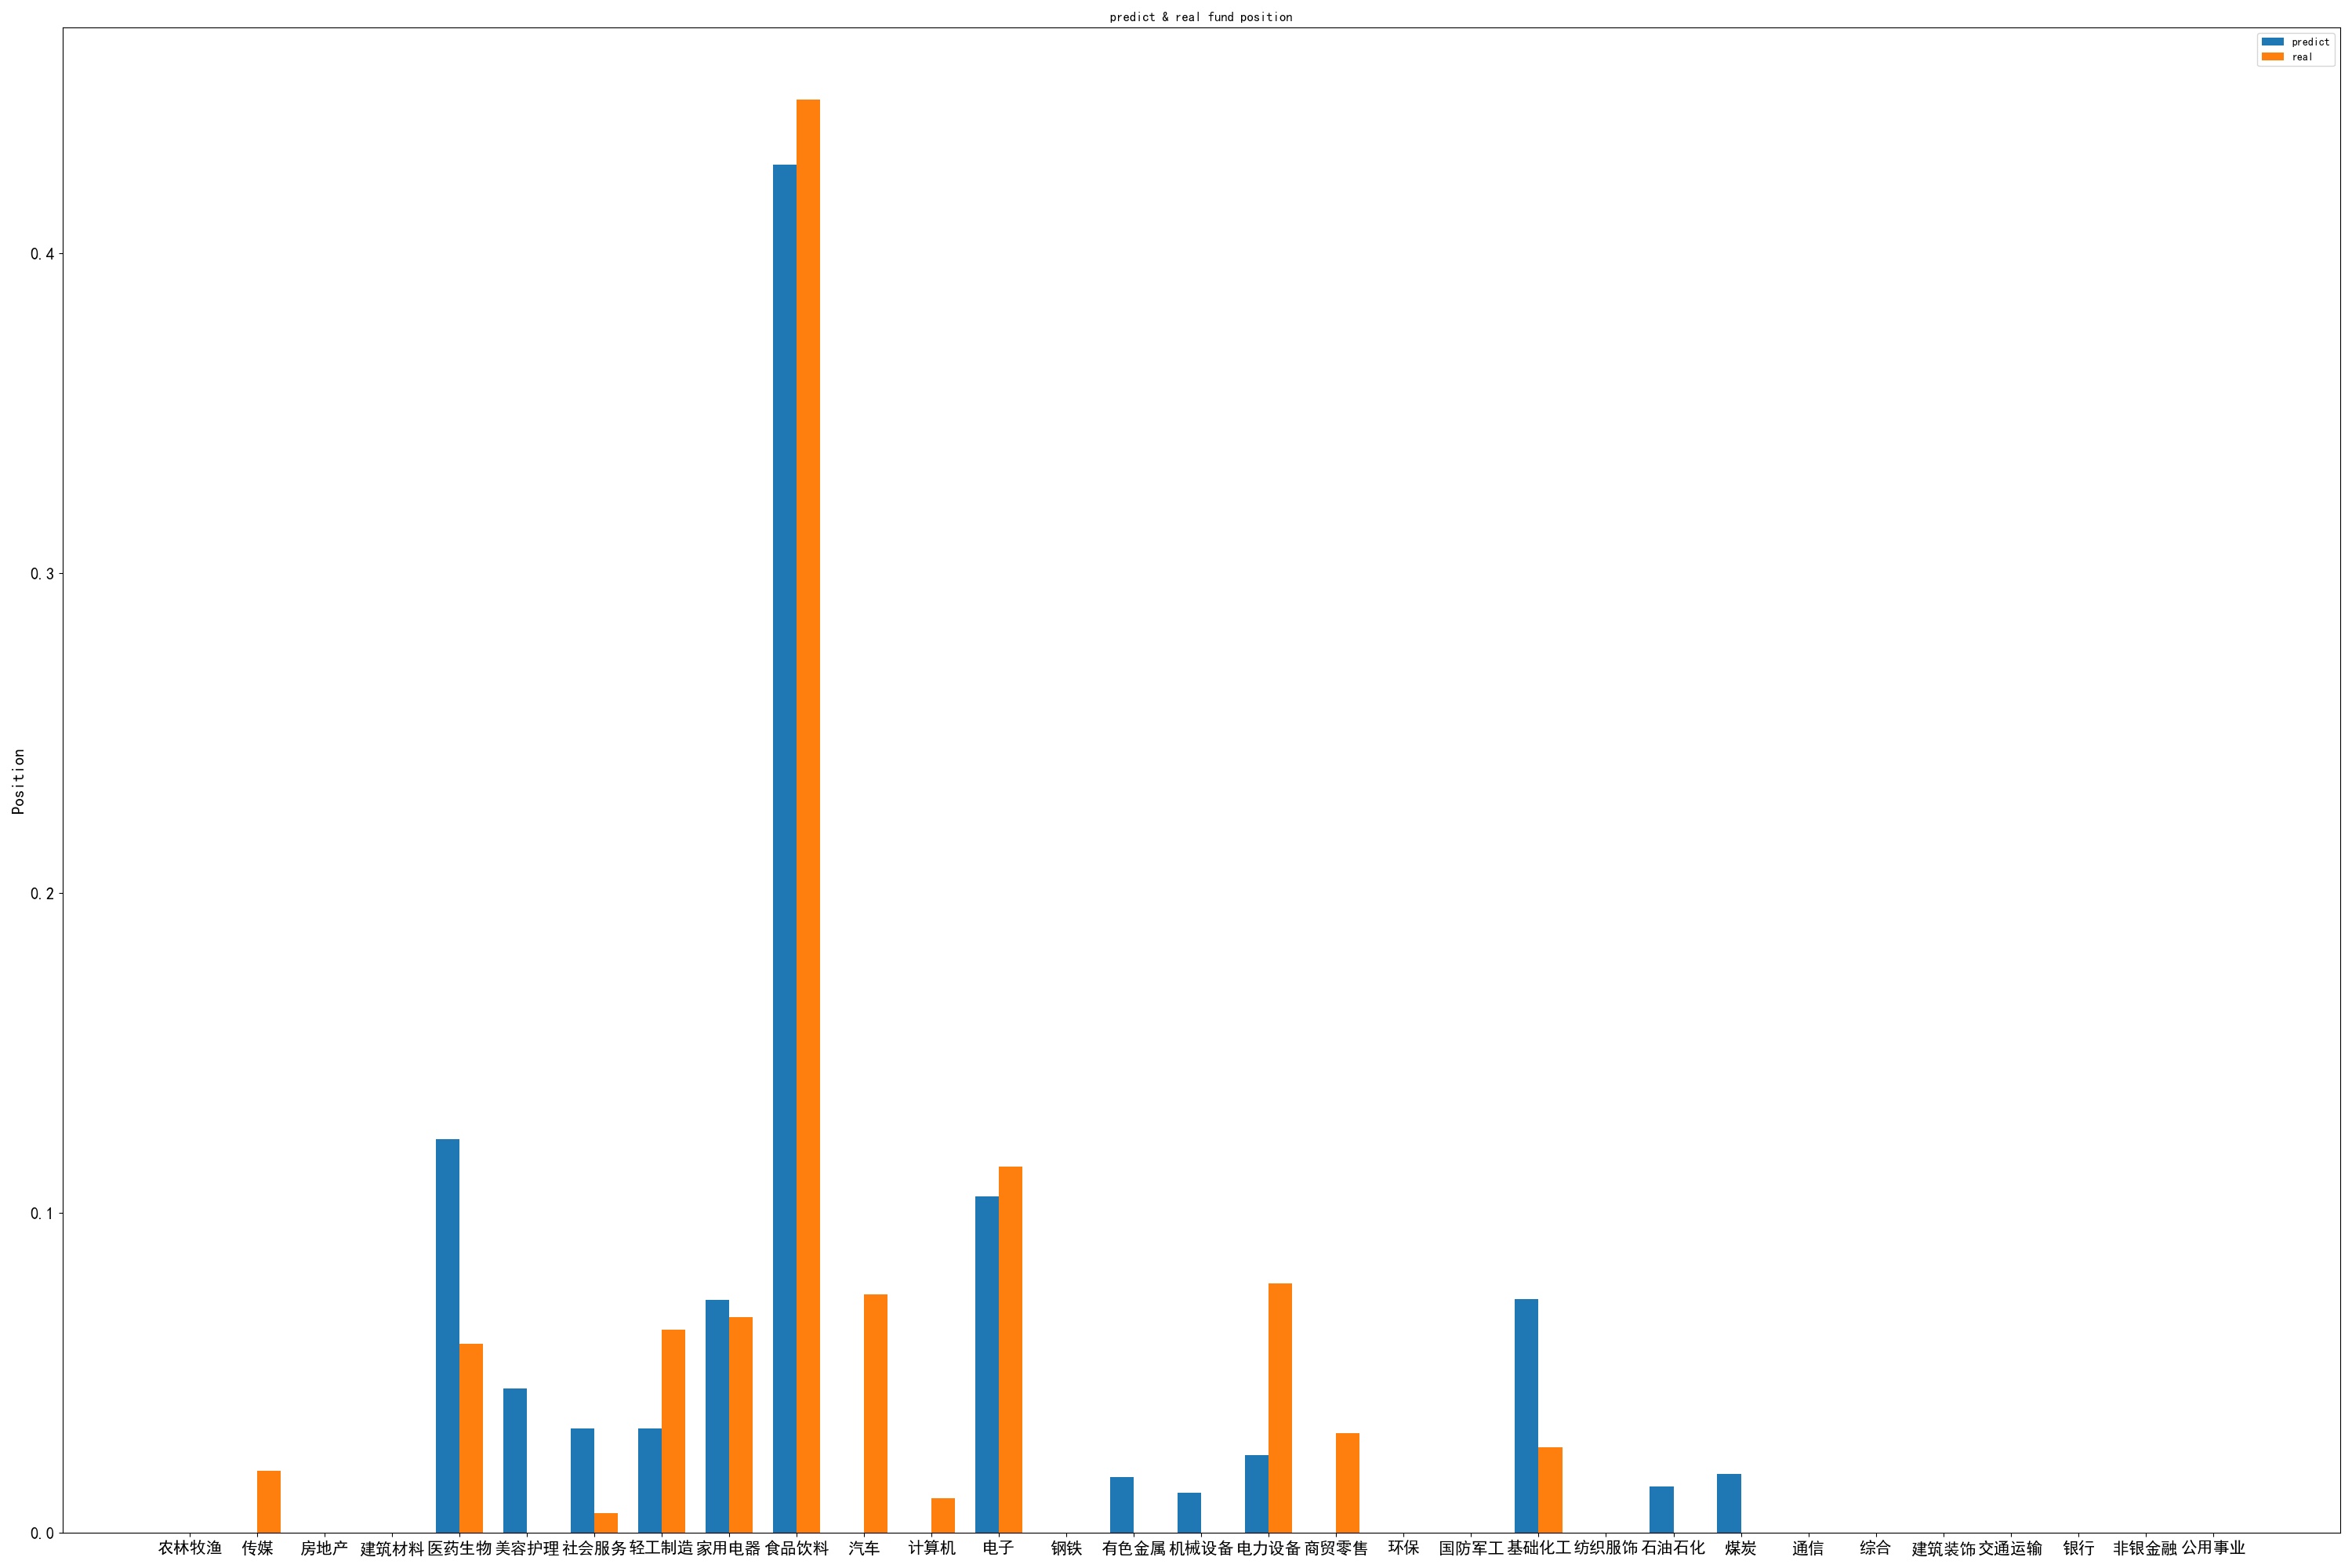 predict & real fund position
predict
real
Position
0.4
0.3
0.2
0.1
0.0
农林牧渔 传媒 房地产 建筑材料 医药生物 美容护理 社会服务 轻工制造 家用电器 食品饮料 汽车 计算机 电子 钢铁 有色金属 机械设备 电力设备 商贸零售 环保 国防军工 基础化工 纺织服饰 石油石化 煤炭 通信 综合 建筑装饰 交通运输 银行 非银金融 公用事业